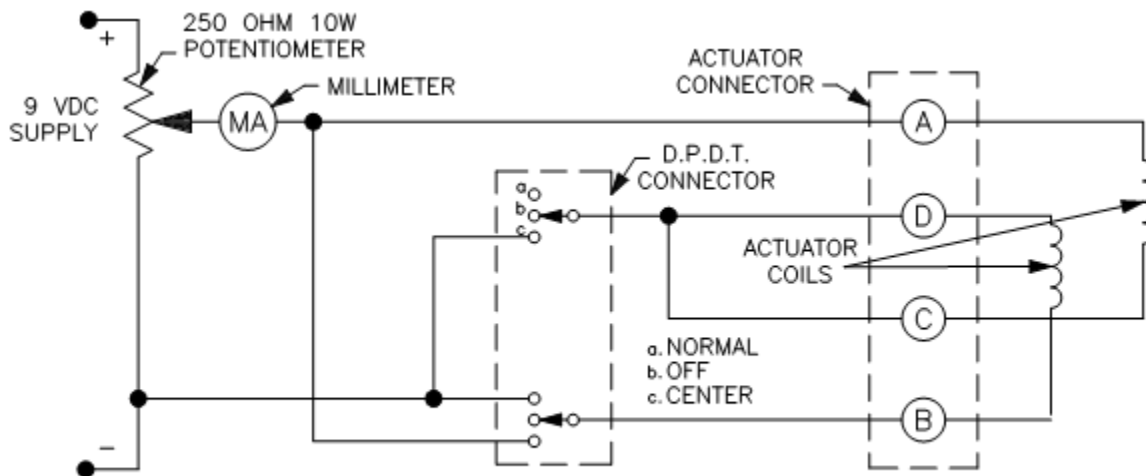 250 OHM 10W
POTENTIOMETER
+
9 VDC
SUPPLY
MILLIMETER
MA
ACTUATOR
CONNECTOR
A
D.P.D.T.
CONNECTOR
a
b
c
D
ACTUATOR
COILS
C
a. NORMAL
b. OFF
c. CENTER
B
–